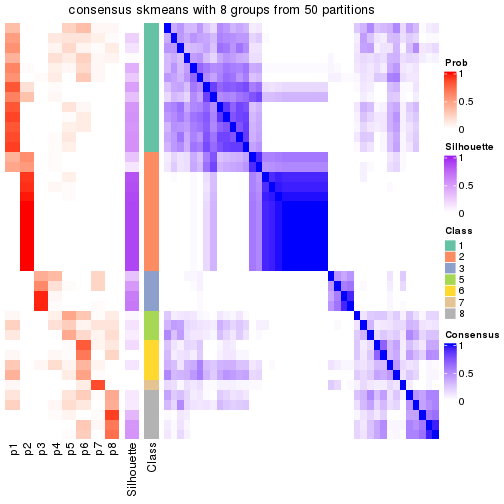 consensus skmeans with 8 groups from 50 partitions
Prob
1
0.5
0
Silhouette
1
0.5
0
Class
1
2
3
5
6
7
8
Consensus
1
0.5
0
p1
p2
p3
p4
p5
p6
p7
p8
Silhouette
Class